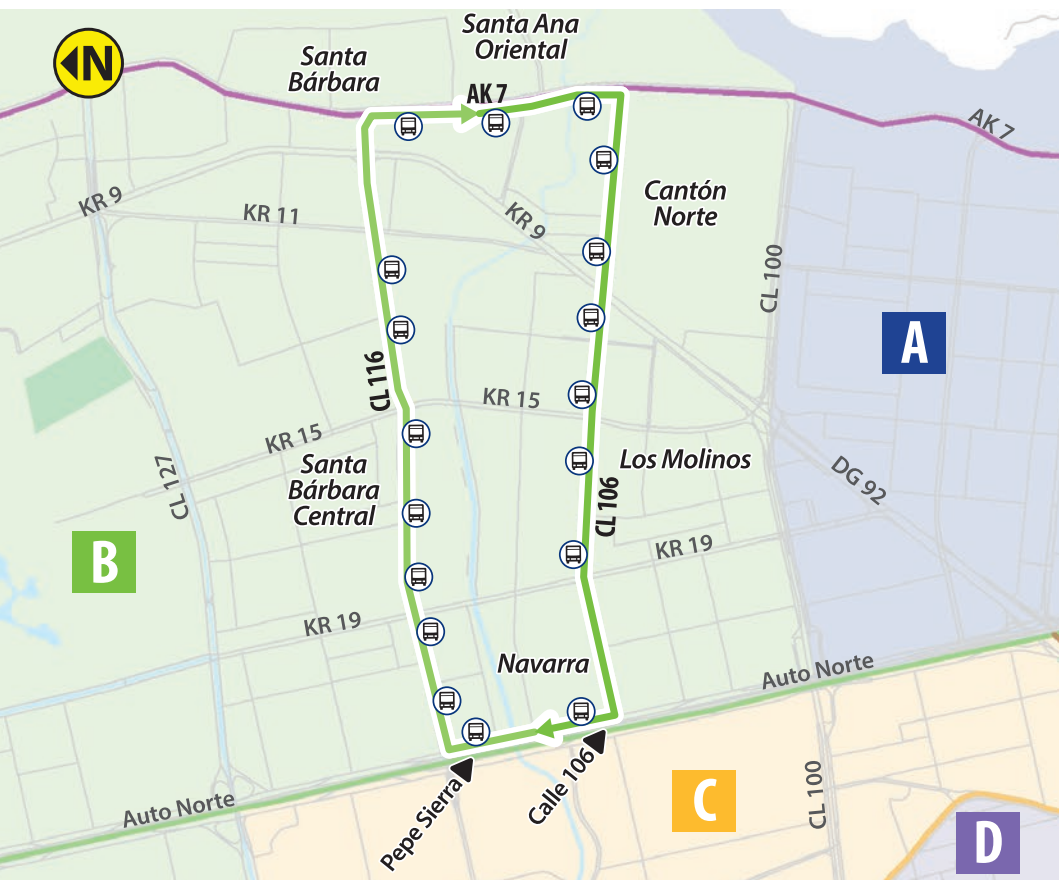 N
Santa
Bárbara
Santa Ana
Oriental
AK 7
AK 7
KR 9
KR 11
KR 9
Cantón
Norte
CL 100
A
CL 116
KR 15
KR 15
CL 127
Santa
Bárbara
Central
Los Molinos
DG 92
CL 106
B
KR 19
KR 19
Navarra
Auto Norte
Auto Norte
Pepe Sierra
Calle 106
C
CL 100
D